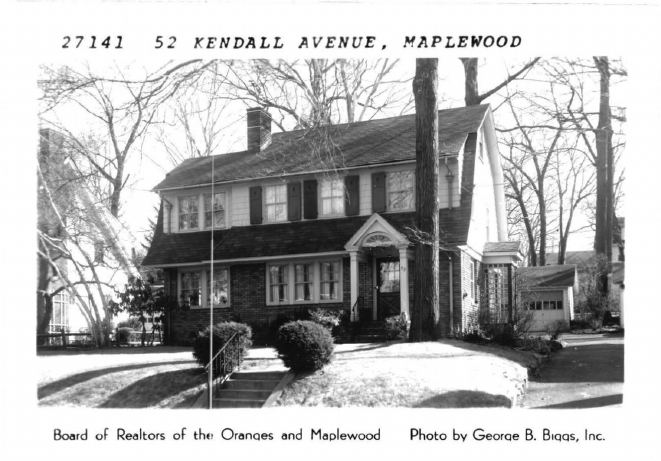 27141 52 KENDALL AVENUE, MAPLEWOOD
Board of Realtors of the Oranges and Maplewood Photo by George B. Biggs, Inc.